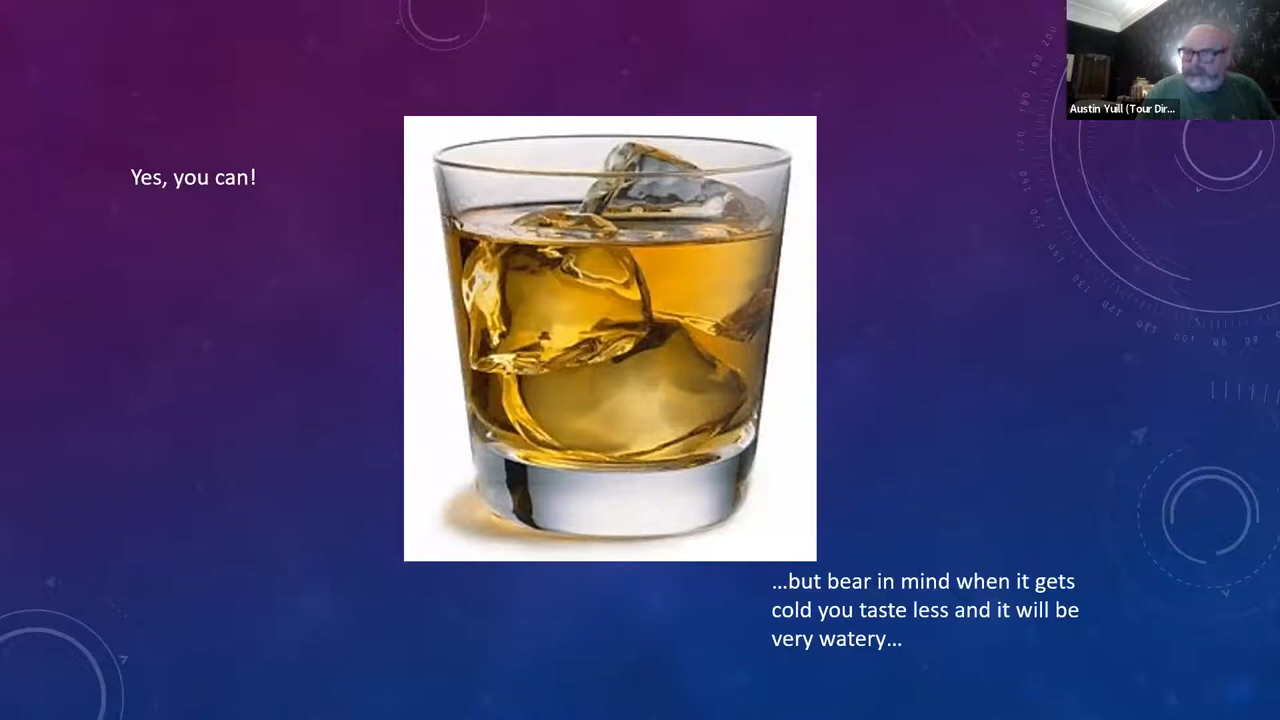 Austin Yuill (Tour Dir...
Yes, you can!
...but bear in mind when it gets
cold you taste less and it will be
very watery...